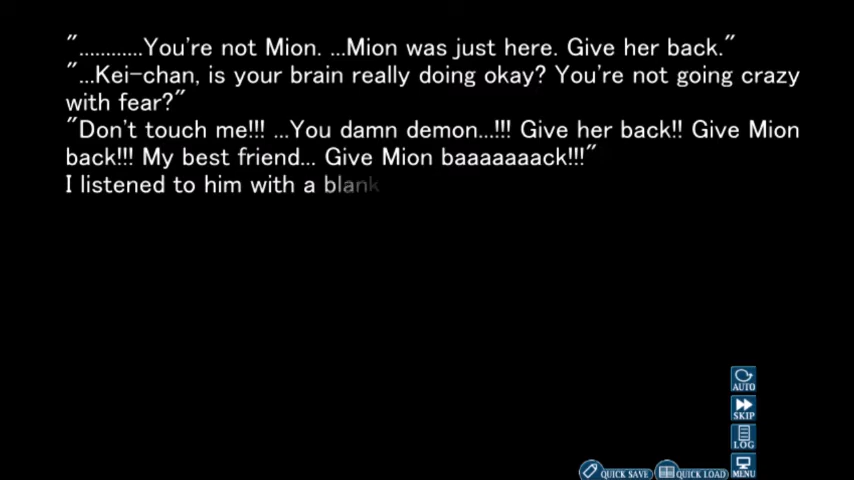 "............You're not Mion. ...Mion was just here. Give her back."
"...Kei-chan, is your brain really doing okay? You're not going crazy
with fear?"
"Don't touch me!!! ...You damn demon...!!! Give her back!! Give Mion
back!!! My best friend... Give Mion baaaaaaack!!!"
I listened to him with a blank
AUTO
SKIP
LOG
MENU
QUICK SAVE
QUICK LOAD